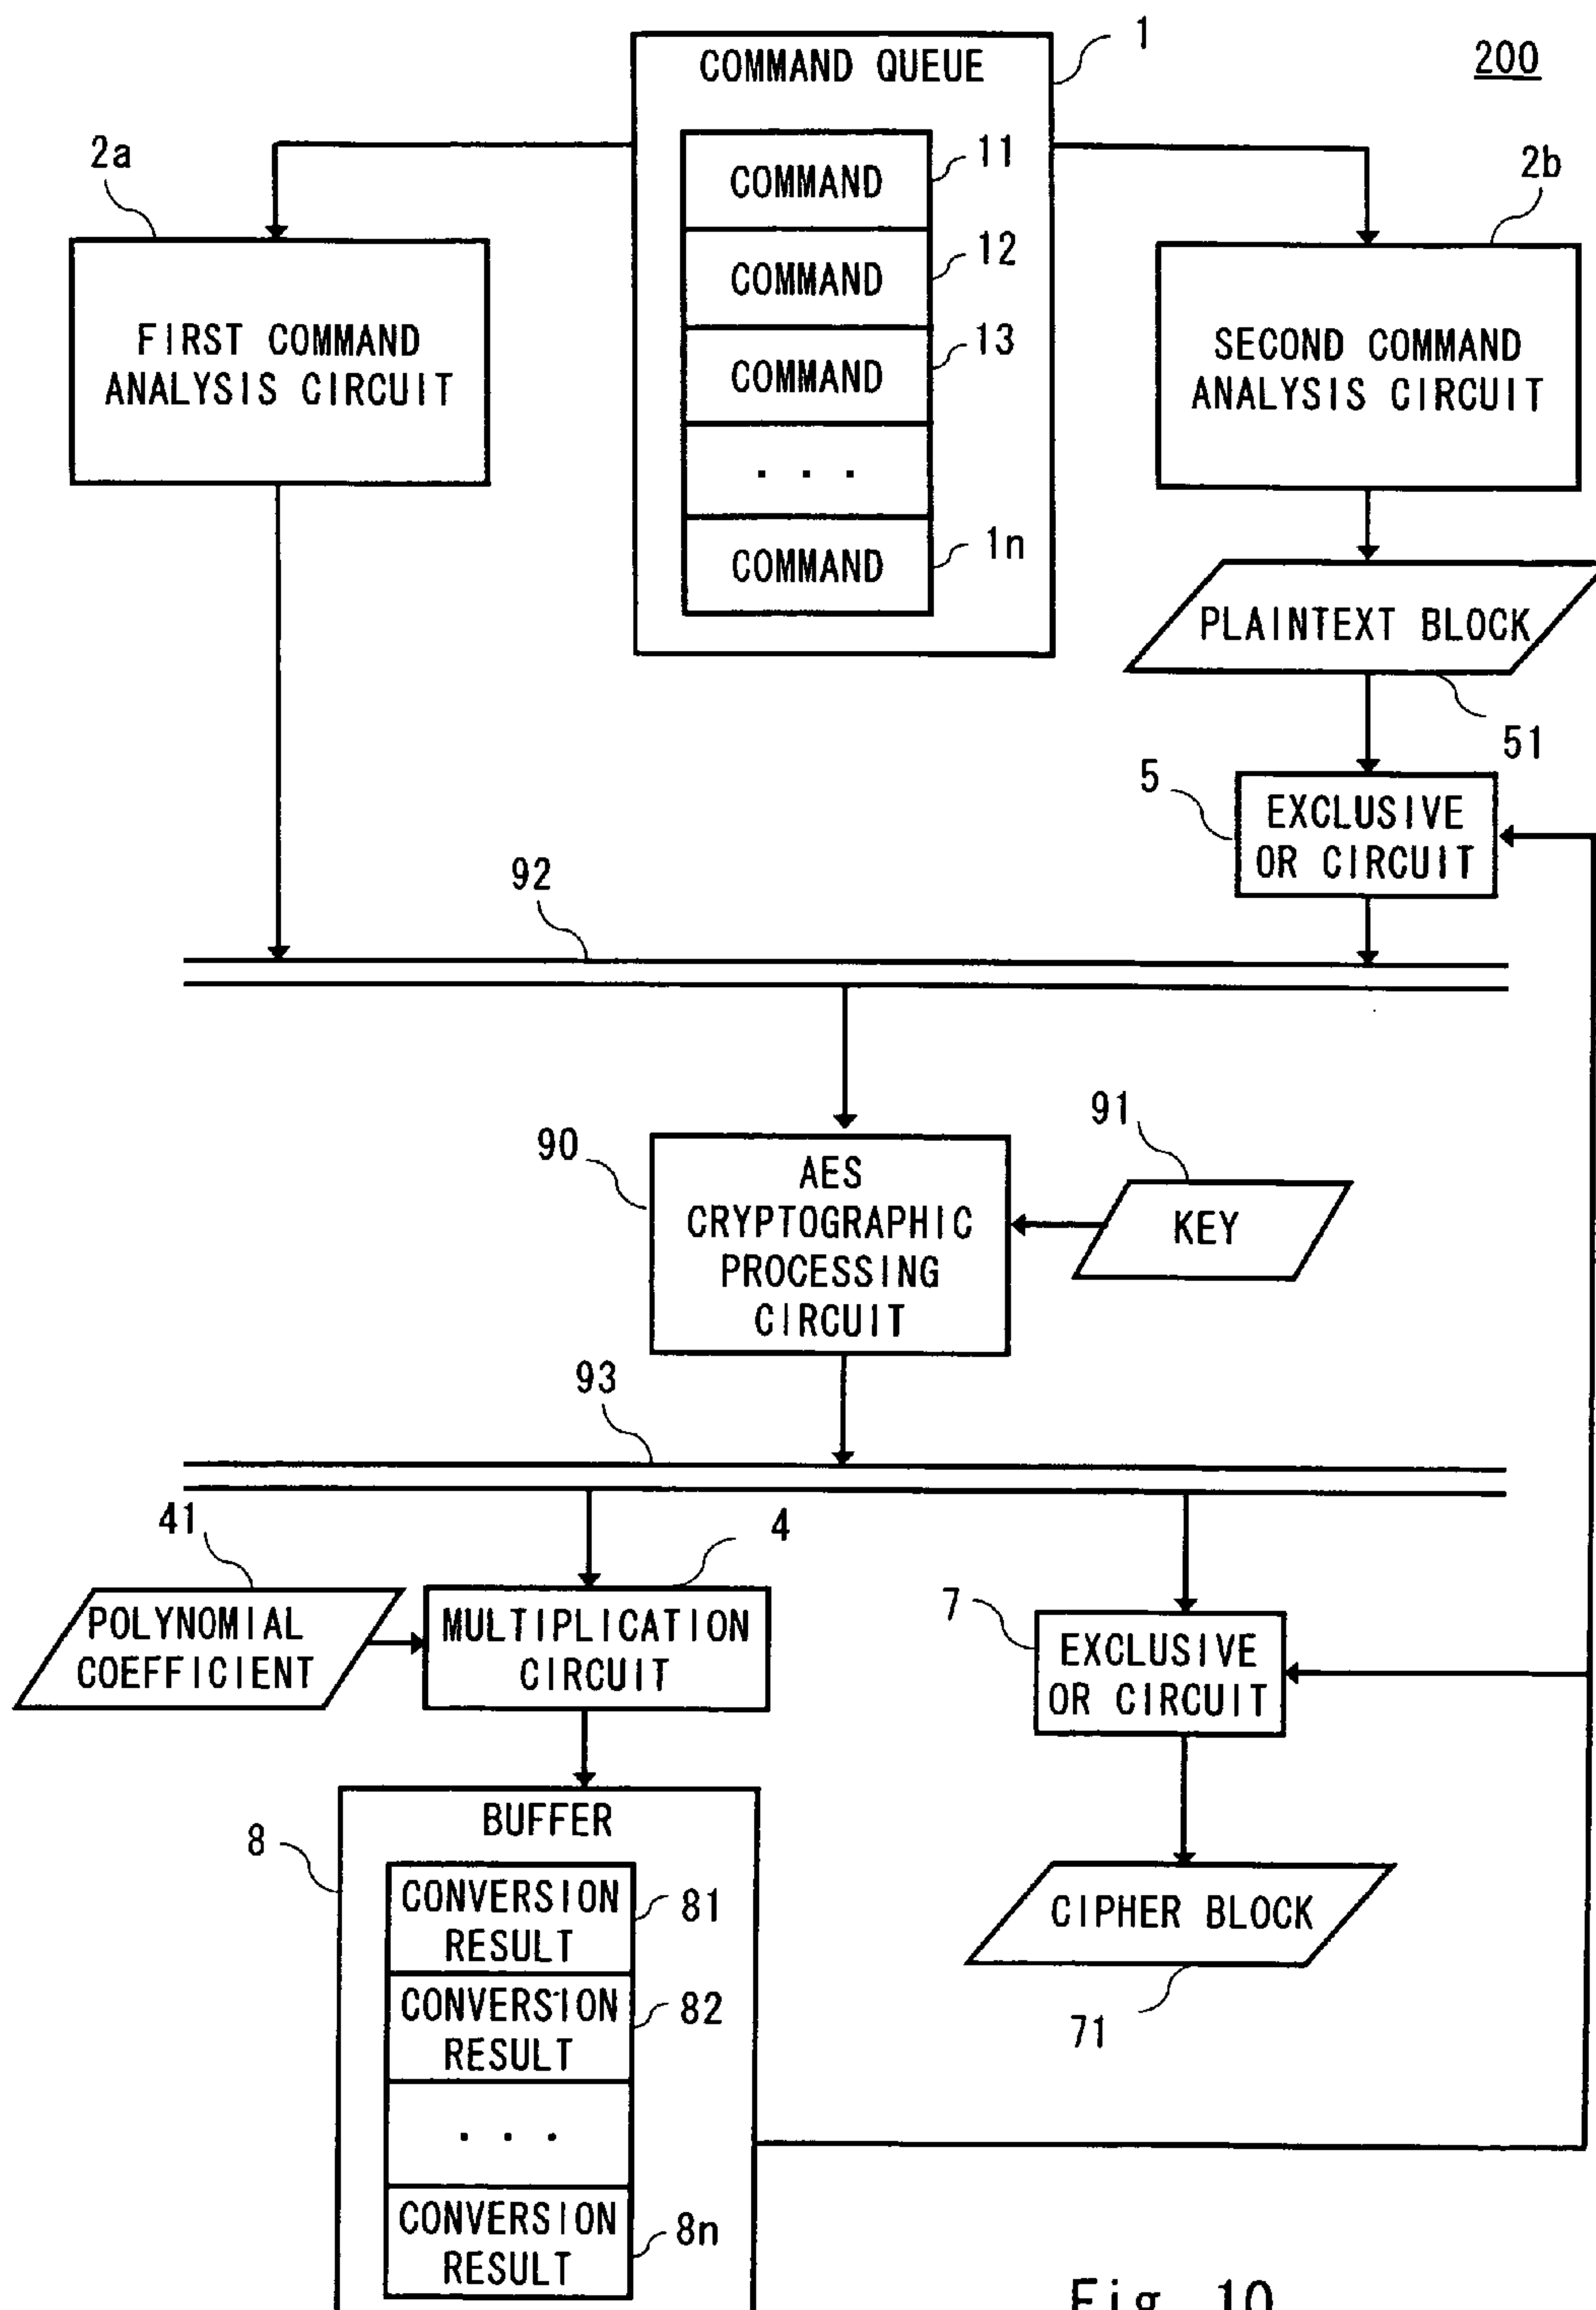 200
1
COMMAND QUEUE
COMMAND
11
COMMAND
12
COMMAND
13
. . .
COMMAND
1n
2a
FIRST COMMAND
ANALYSIS CIRCUIT
2b
SECOND COMMAND
ANALYSIS CIRCUIT
PLAINTEXT BLOCK
51
5
EXCLUSIVE
OR CIRCUIT
92
90
AES
CRYPTOGRAPHIC
PROCESSING
CIRCUIT
91
KEY
93
41
POLYNOMIAL
COEFFICIENT
4
MULTIPLICATION
CIRCUIT
7
EXCLUSIVE
OR CIRCUIT
8
BUFFER
CONVERSION
RESULT
81
CONVERSION
RESULT
82
. . .
CONVERSION
RESULT
8n
CIPHER BLOCK
71
Fig. 10